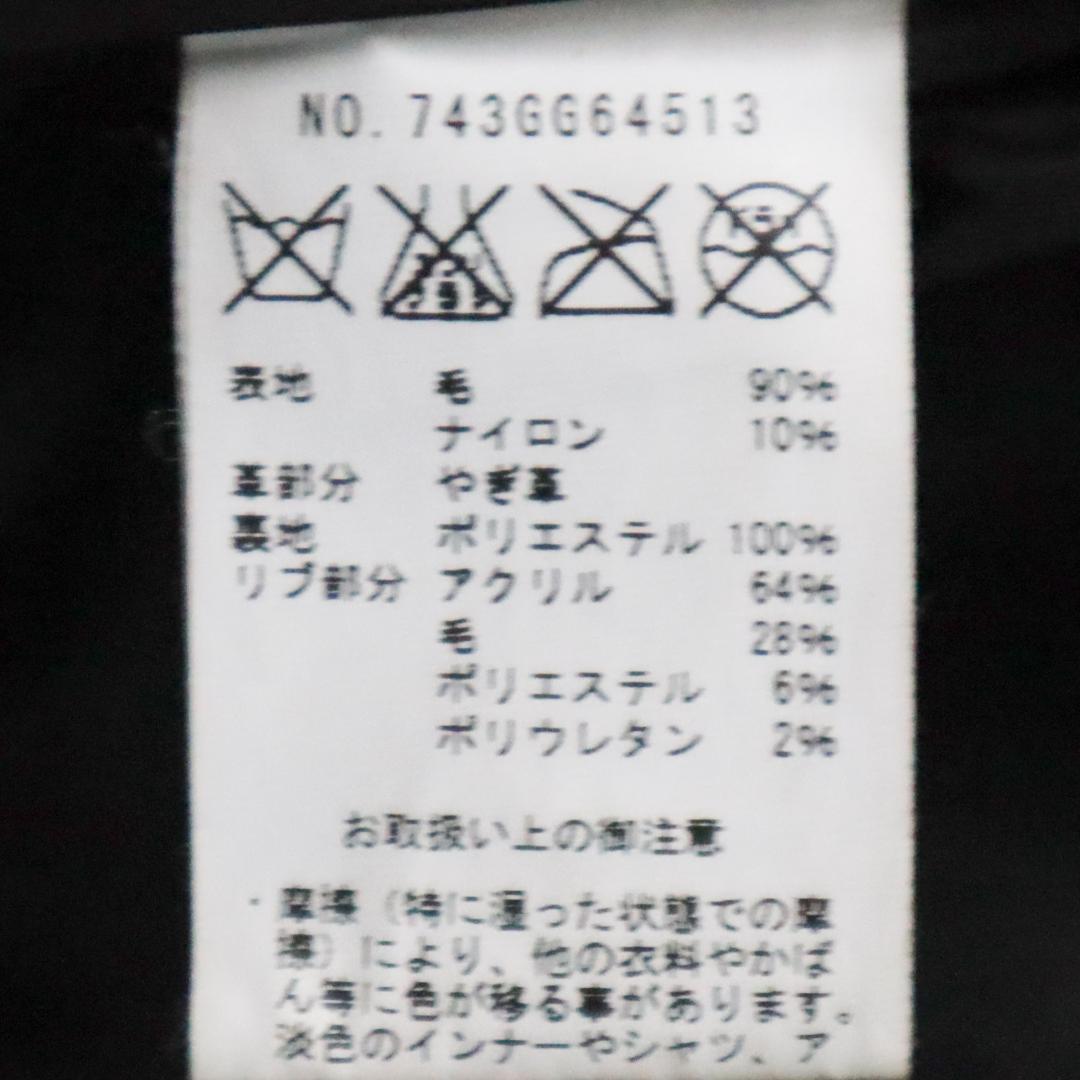 NO. 743GG64513
表地 毛 90%
ナイロン 10%
革部分 やぎ革
裏地 ポリエステル 100%
リブ部分 アクリル 64%
毛 28%
ポリエステル 6%
ポリウレタン 2%
お取扱い上の御注意
・摩擦(特に湿った状態での摩
擦)により、他の衣料やかば
ん等に色が移る事があります。
淡色のインナーやシャツ、ア